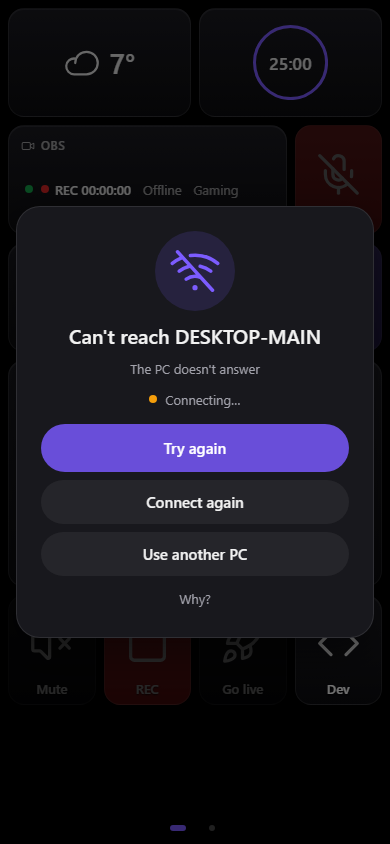 7°
25:00
OBS
REC 00:00:00 Offline Gaming
Can't reach DESKTOP-MAIN
The PC doesn't answer
Connecting...
Try again
Connect again
Use another PC
Why?
Mute REC Go live Dev